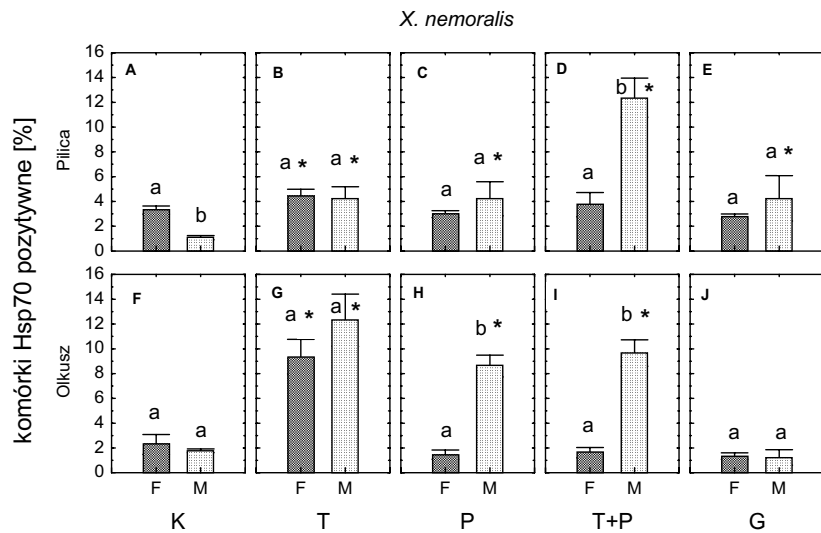 X. nemoralis
komórki Hsp70 pozytywne [%]
Pilica
16
14
12
10
8
6
4
2
0
A
a
b
B
a *
a *
C
a
a *
D
a
b *
E
a
a *
Olkusz
16
14
12
10
8
6
4
2
0
F
a
a
G
a *
a *
H
a
b *
I
a
b *
J
a
a
F M F M F M F M F M
K T P T+P G